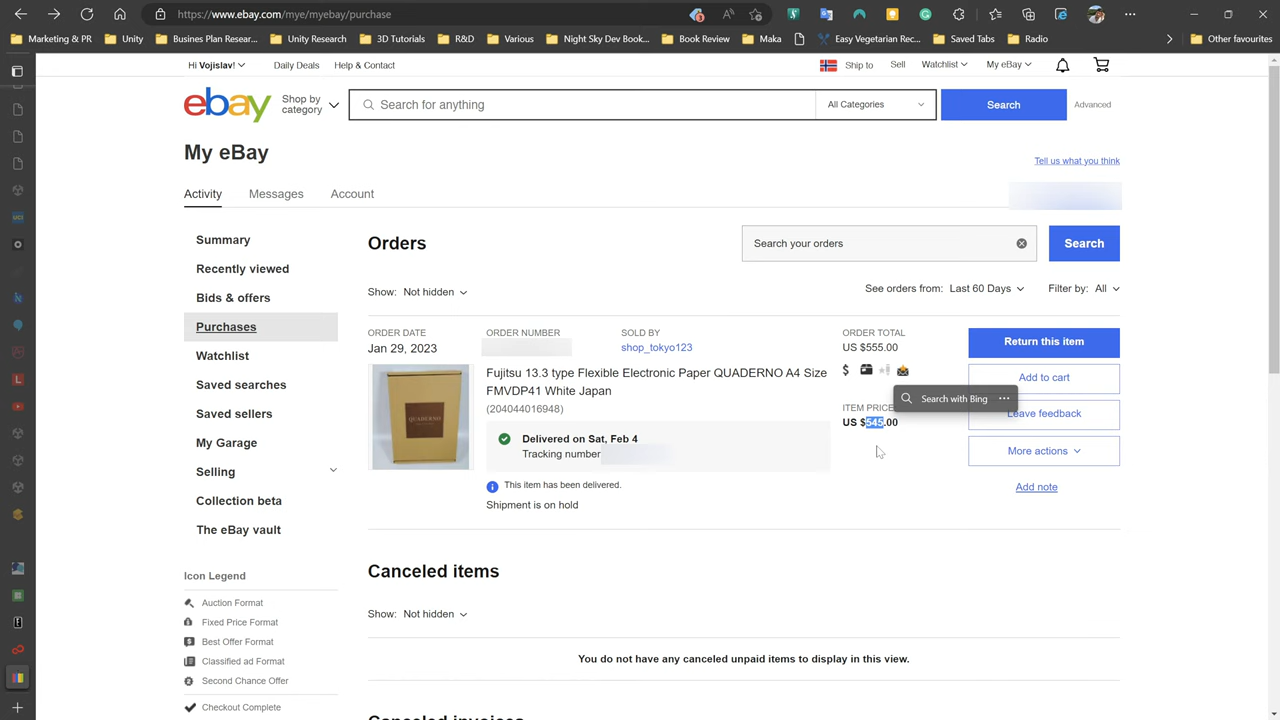 https://www.ebay.com/mye/myebay/purchase
Marketing & PR
Unity
Busines Plan Resear...
Unity Research
3D Tutorials
R&D
Various
Night Sky Dev Book...
Book Review
Maka
Easy Vegetarian Rec...
Saved Tabs
Radio
Other favourites
Hi Vojislav!
Daily Deals
Help & Contact
Ship to
Sell
Watchlist
My eBay
ebay
Shop by category
Search for anything
All Categories
Search
Advanced
My eBay
Tell us what you think
Activity
Messages
Account
Summary
Recently viewed
Bids & offers
Purchases
Watchlist
Saved searches
Saved sellers
My Garage
Selling
Collection beta
The eBay vault
Icon Legend
Auction Format
Fixed Price Format
Best Offer Format
Classified ad Format
Second Chance Offer
Checkout Complete
Orders
Search your orders
Search
Show: Not hidden
See orders from: Last 60 Days
Filter by: All
ORDER DATE
Jan 29, 2023
ORDER NUMBER
SOLD BY
shop_tokyo123
ORDER TOTAL
US $555.00
QUADERNO
Fujitsu 13.3 type Flexible Electronic Paper QUADERNO A4 Size
FMVDP41 White Japan
(204044016948)
Delivered on Sat, Feb 4
Tracking number
This item has been delivered.
Shipment is on hold
ITEM PRICE
US $545.00
Search with Bing
Return this item
Add to cart
Leave feedback
More actions
Add note
Canceled items
Show: Not hidden
You do not have any canceled unpaid items to display in this view.
Canceled invoices